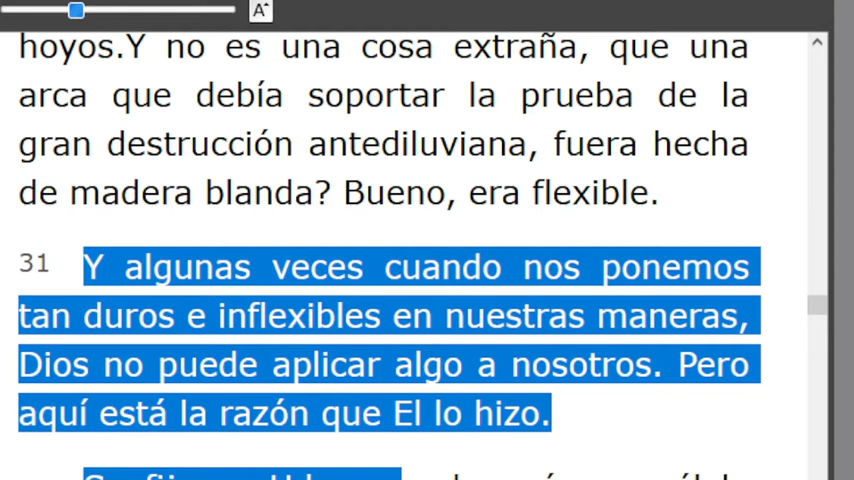 A
hoyos.Y no es una cosa extraña, que una
arca que debía soportar la prueba de la
gran destrucción antediluviana, fuera hecha
de madera blanda? Bueno, era flexible.
31 Y algunas veces cuando nos ponemos
tan duros e inflexibles en nuestras maneras,
Dios no puede aplicar algo a nosotros. Pero
aquí está la razón que El lo hizo.